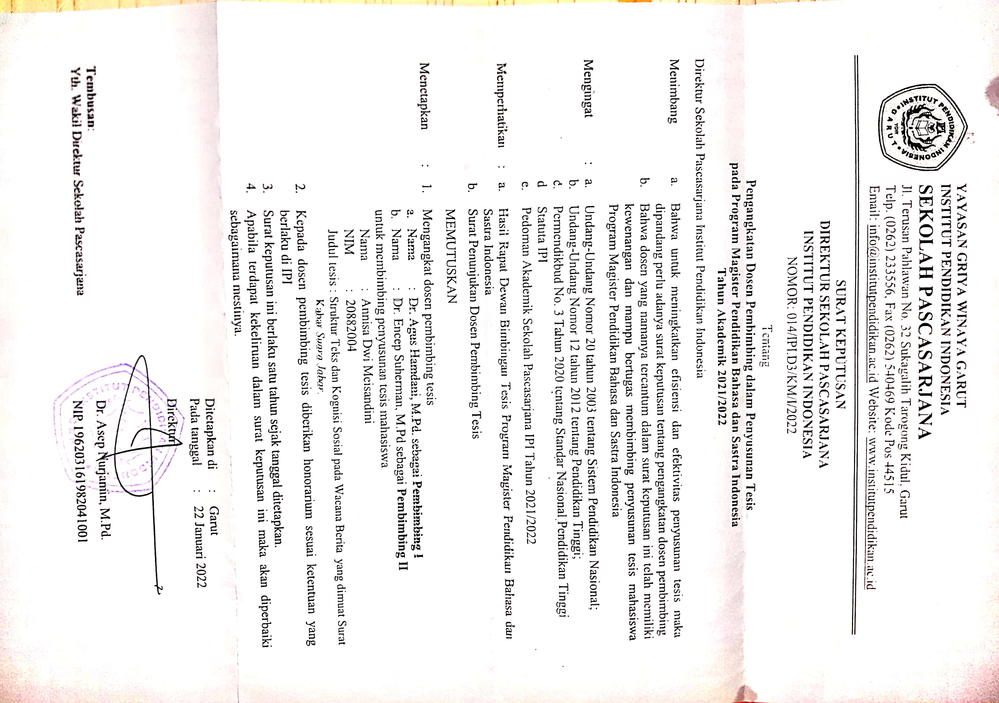 YAYASAN GRIYA WINAYA GARUT
INSTITUT PENDIDIKAN INDONESIA
SEKOLAH PASCASARJANA
Jl. Terusan Pahlawan No. 32 Sukagalih Tarogong Kidul, Garut
Telp. (0262) 233556, Fax (0262) 540469 Kode Pos 44515
Email: info@institutpendidikan.ac.id Website: www.institutpendidikan.ac.id
INSTITUT PENDIDIKAN INDONESIA
GARUT
IPI
YGW
SURAT KEPUTUSAN
DIREKTUR SEKOLAH PASCASARJANA
INSTITUT PENDIDIKAN INDONESIA
NOMOR: 014/IPI.D3/KM/I/2022
Tentang
Pengangkatan Dosen Pembimbing dalam Penyusunan Tesis
pada Program Magister Pendidikan Bahasa dan Sastra Indonesia
Tahun Akademik 2021/2022
Direktur Sekolah Pascasarjana Institut Pendidikan Indonesia
Menimbang a. Bahwa untuk meningkatkan efisiensi dan efektivitas penyusunan tesis maka
dipandang perlu adanya surat keputusan tentang pengangkatan dosen pembimbing
b. Bahwa dosen yang namanya tercantum dalam surat keputusan ini telah memiliki
kewenangan dan mampu bertugas membimbing penyusunan tesis mahasiswa
Program Magister Pendidikan Bahasa dan Sastra Indonesia
Mengingat : a. Undang-Undang Nomor 20 tahun 2003 tentang Sistem Pendidikan Nasional;
b. Undang-Undang Nomor 12 tahun 2012 tentang Pendidikan Tinggi;
c. Permendikbud No. 3 Tahun 2020 tentang Standar Nasional Pendidikan Tinggi
d Statuta IPI
e. Pedoman Akademik Sekolah Pascasarjana IPI Tahun 2021/2022
Memperhatikan : a. Hasil Rapat Dewan Bimbingan Tesis Program Magister Pendidikan Bahasa dan
Sastra Indonesia
b. Surat Penunjukan Dosen Pembimbing Tesis
MEMUTUSKAN
Menetapkan : 1. Mengangkat dosen pembimbing tesis
a. Nama : Dr. Agus Hamdani, M.Pd. sebagai Pembimbing I
b. Nama : Dr. Encep Suherman, M.Pd sebagai Pembimbing II
untuk membimbing penyusunan tesis mahasiswa
Nama : Annisa Dwi Meisandini
NIM : 20882004
Judul tesis : Struktur Teks dan Kognisi Sosial pada Wacana Berita yang dimuat Surat
Kabar Suara Jabar.
2. Kepada dosen pembimbing tesis diberikan honorarium sesuai ketentuan yang
berlaku di IPI
3. Surat keputusan ini berlaku satu tahun sejak tanggal ditetapkan.
4. Apabila terdapat kekeliruan dalam surat keputusan ini maka akan diperbaiki
sebagaimana mestinya.
Ditetapkan di : Garut
Pada tanggal : 22 Januari 2022
Direktur
Dr. Asep Nurjamin, M.Pd.
NIP. 196203161982041001
Tembusan:
Yth. Wakil Direktur Sekolah Pascasarjana